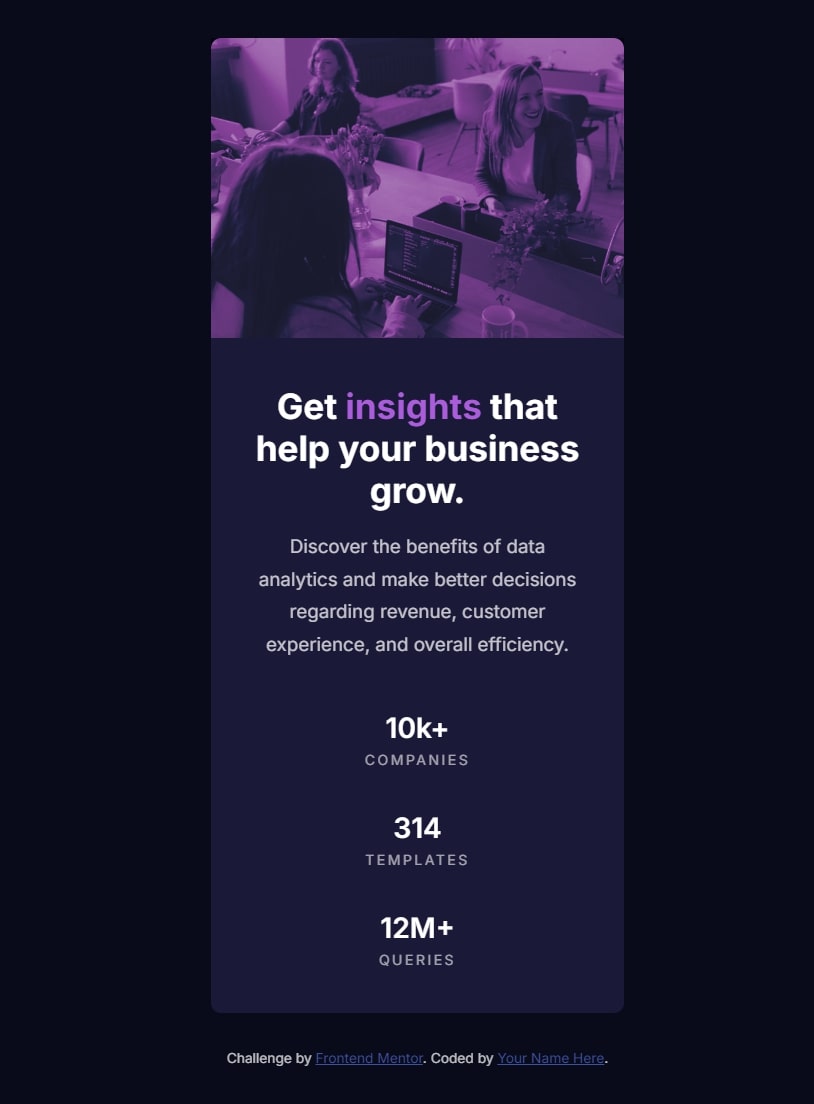 Get insights that
help your business
grow.
Discover the benefits of data
analytics and make better decisions
regarding revenue, customer
experience, and overall efficiency.
10k+
COMPANIES
314
TEMPLATES
12M+
QUERIES
Challenge by Frontend Mentor. Coded by Your Name Here.